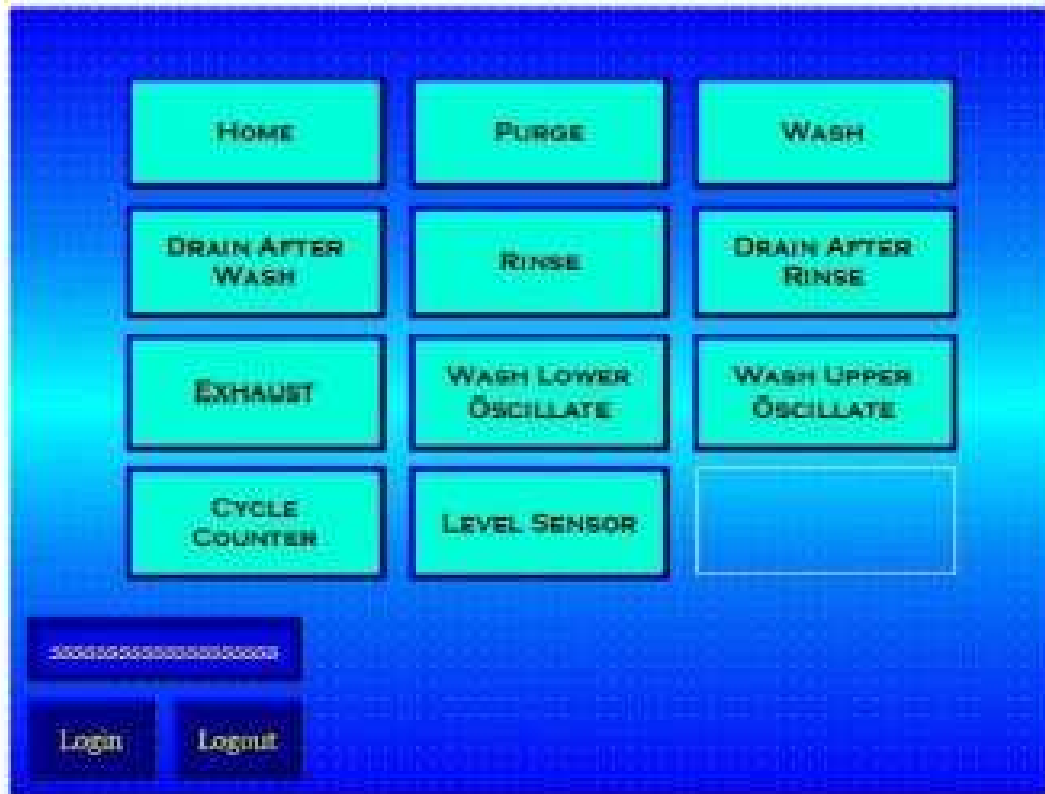 HOME
PURGE
WASH
DRAIN AFTER
WASH
RINSE
DRAIN AFTER
RINSE
EXHAUST
WASH LOWER
OSCILLATE
WASH UPPER
OSCILLATE
CYCLE
COUNTER
LEVEL SENSOR
Login
Logout